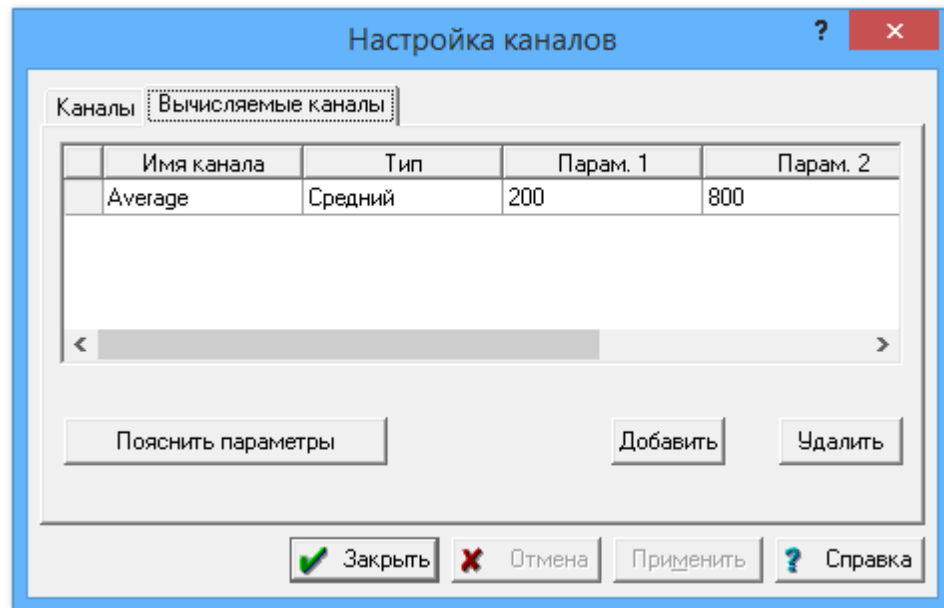 Настройка каналов ?
Каналы Вычисляемые каналы
Имя канала Тип Парам. 1 Парам. 2
Average Средний 200 800
Пояснить параметры Добавить Удалить
Закрыть Отмена Применить ? Справка